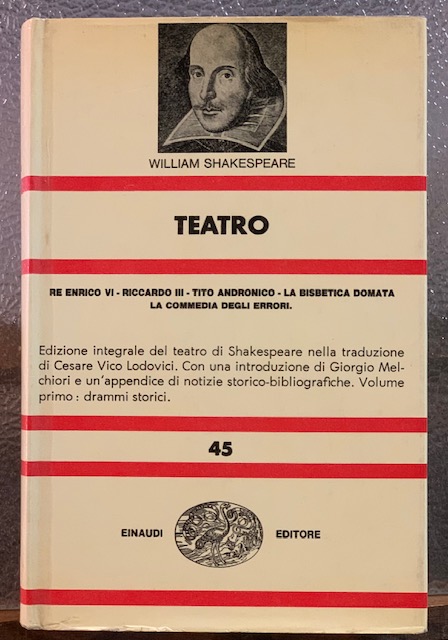 WILLIAM SHAKESPEARE
TEATRO
RE ENRICO VI - RICCARDO III - TITO ANDRONICO - LA BISBETICA DOMATA
LA COMMEDIA DEGLI ERRORI.
Edizione integrale del teatro di Shakespeare nella traduzione
di Cesare Vico Lodovici. Con una introduzione di Giorgio Mel-
chiori e un'appendice di notizie storico-bibliografiche. Volume
primo : drammi storici.
45
EINAUDI EDITORE